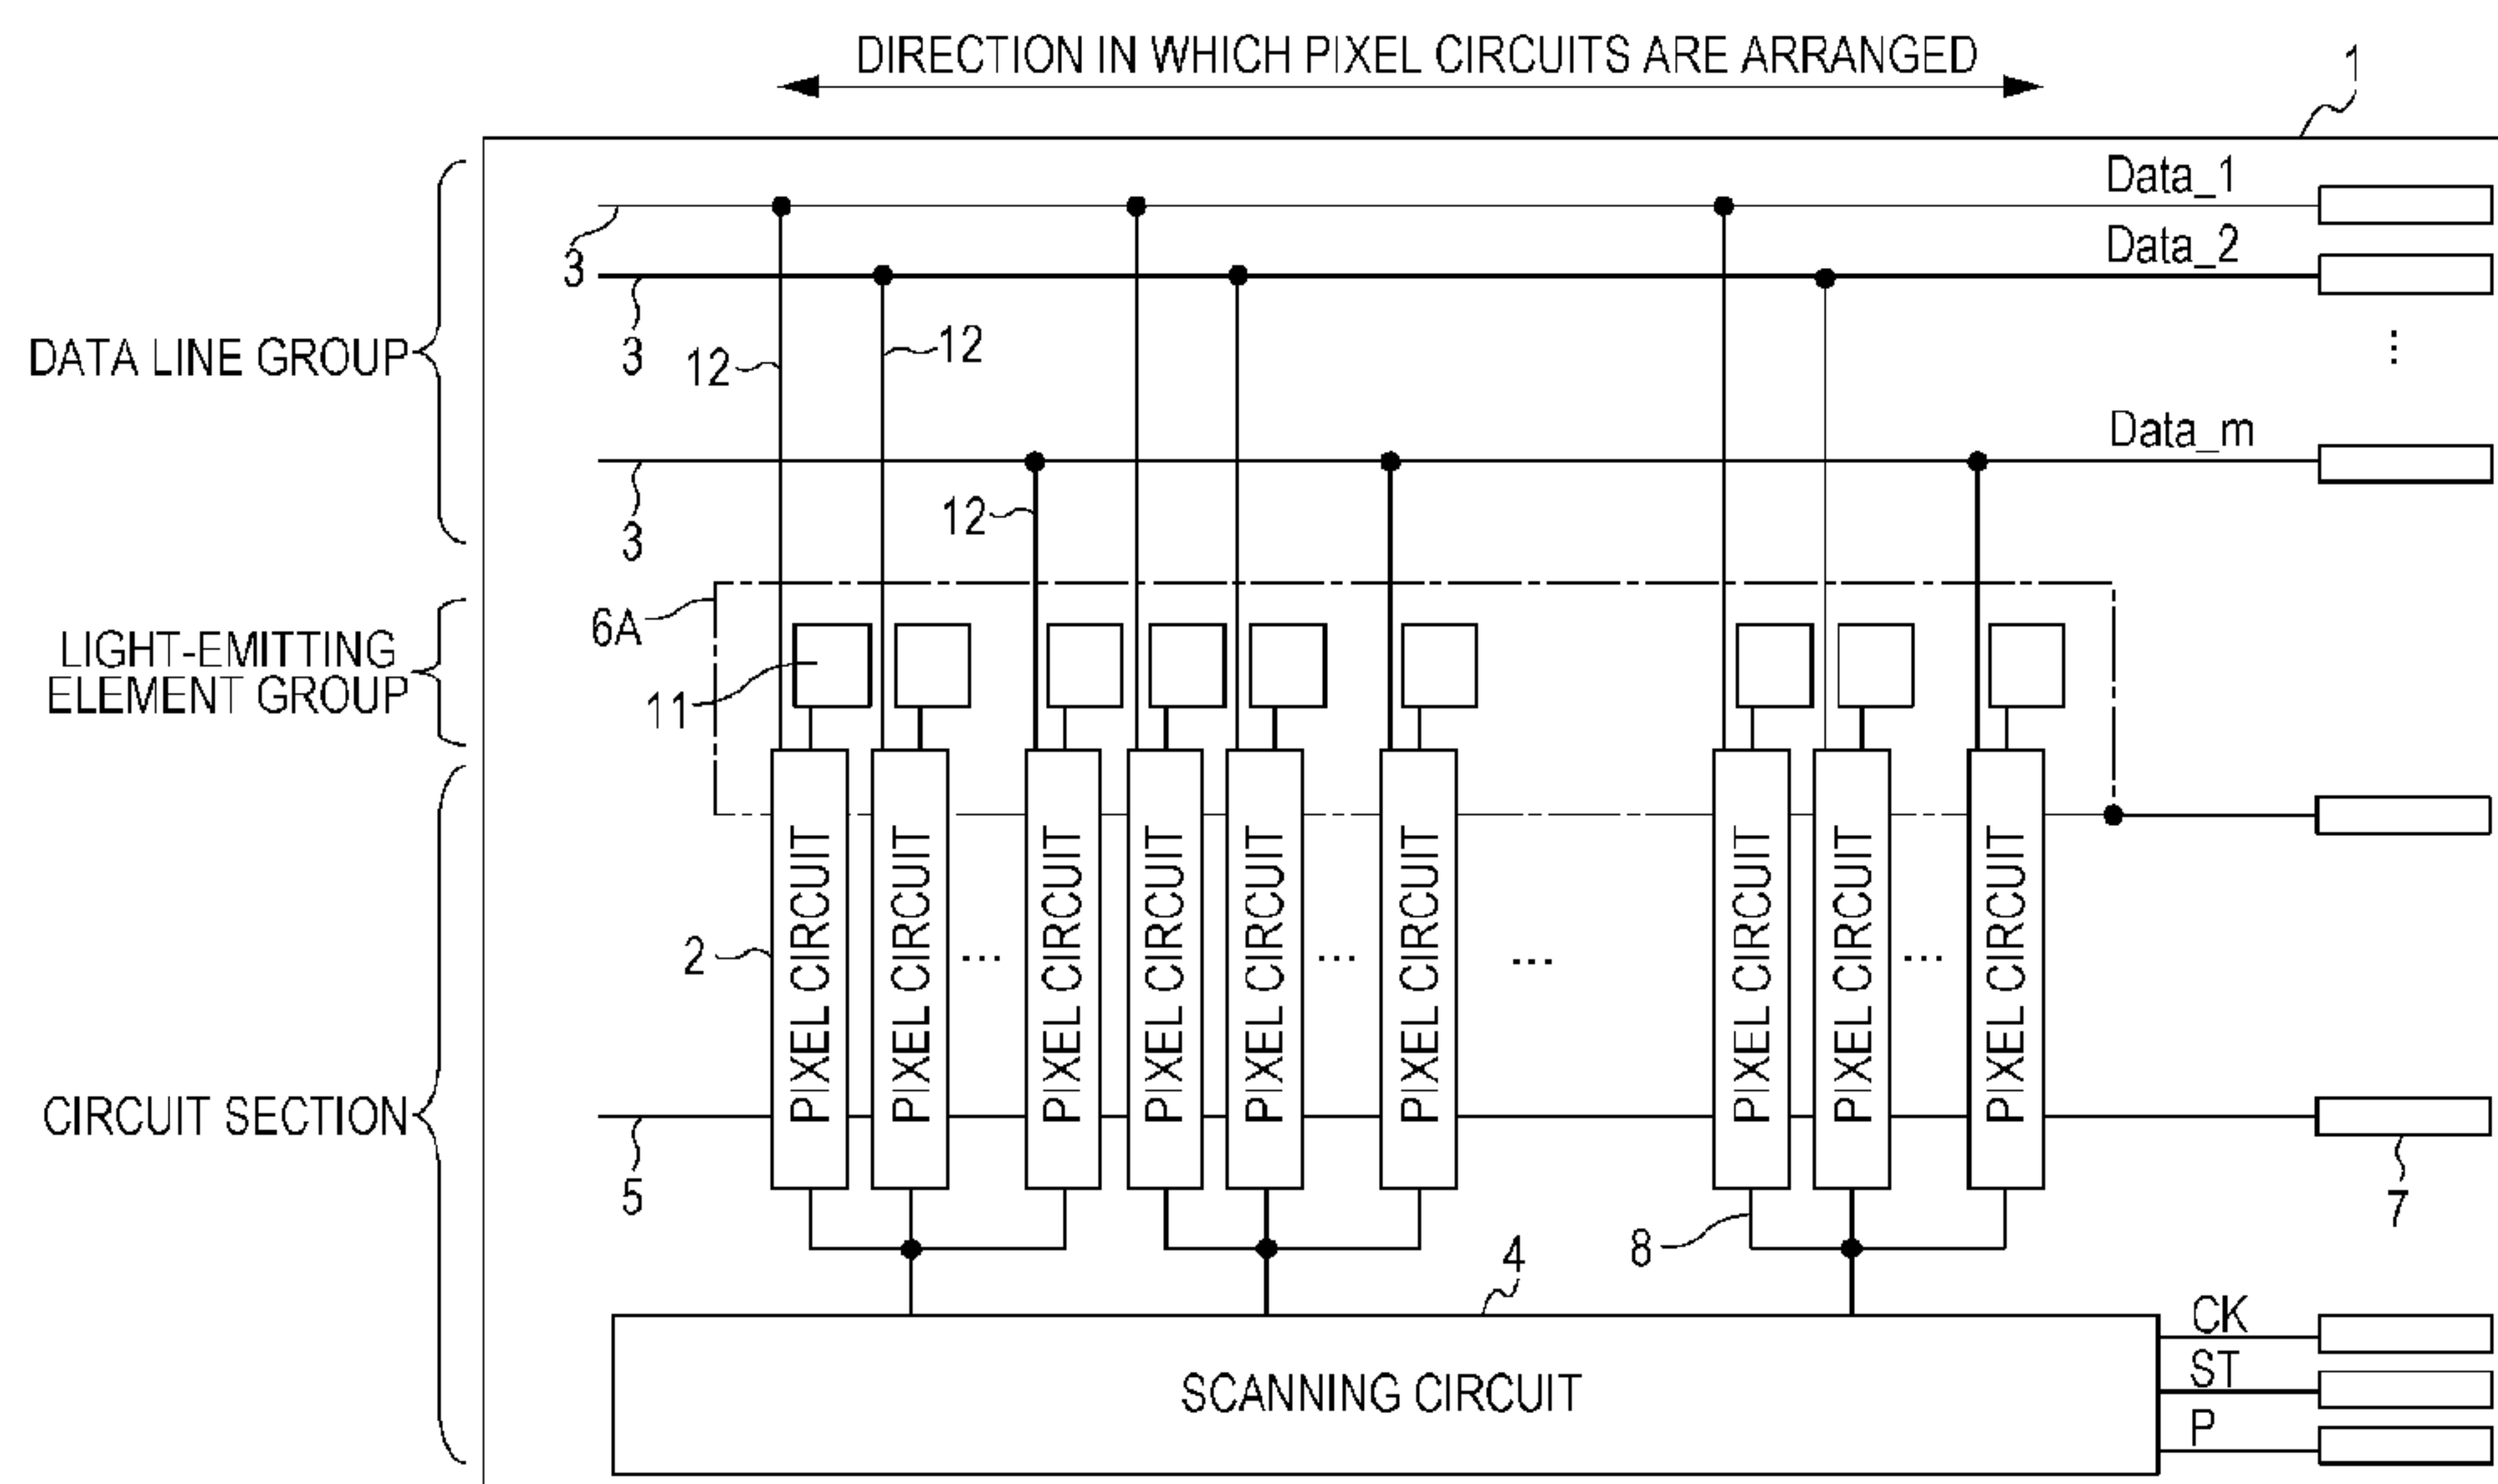 DIRECTION IN WHICH PIXEL CIRCUITS ARE ARRANGED
1
Data_1
3
Data_2
3
12
12
DATA LINE GROUP
⋮
Data_m
3
12
6A
LIGHT-EMITTING
ELEMENT GROUP
11
PIXEL CIRCUIT
PIXEL CIRCUIT
...
PIXEL CIRCUIT
PIXEL CIRCUIT
PIXEL CIRCUIT
...
PIXEL CIRCUIT
...
PIXEL CIRCUIT
PIXEL CIRCUIT
...
PIXEL CIRCUIT
2
CIRCUIT SECTION
5
7
8
4
SCANNING CIRCUIT
CK
ST
P